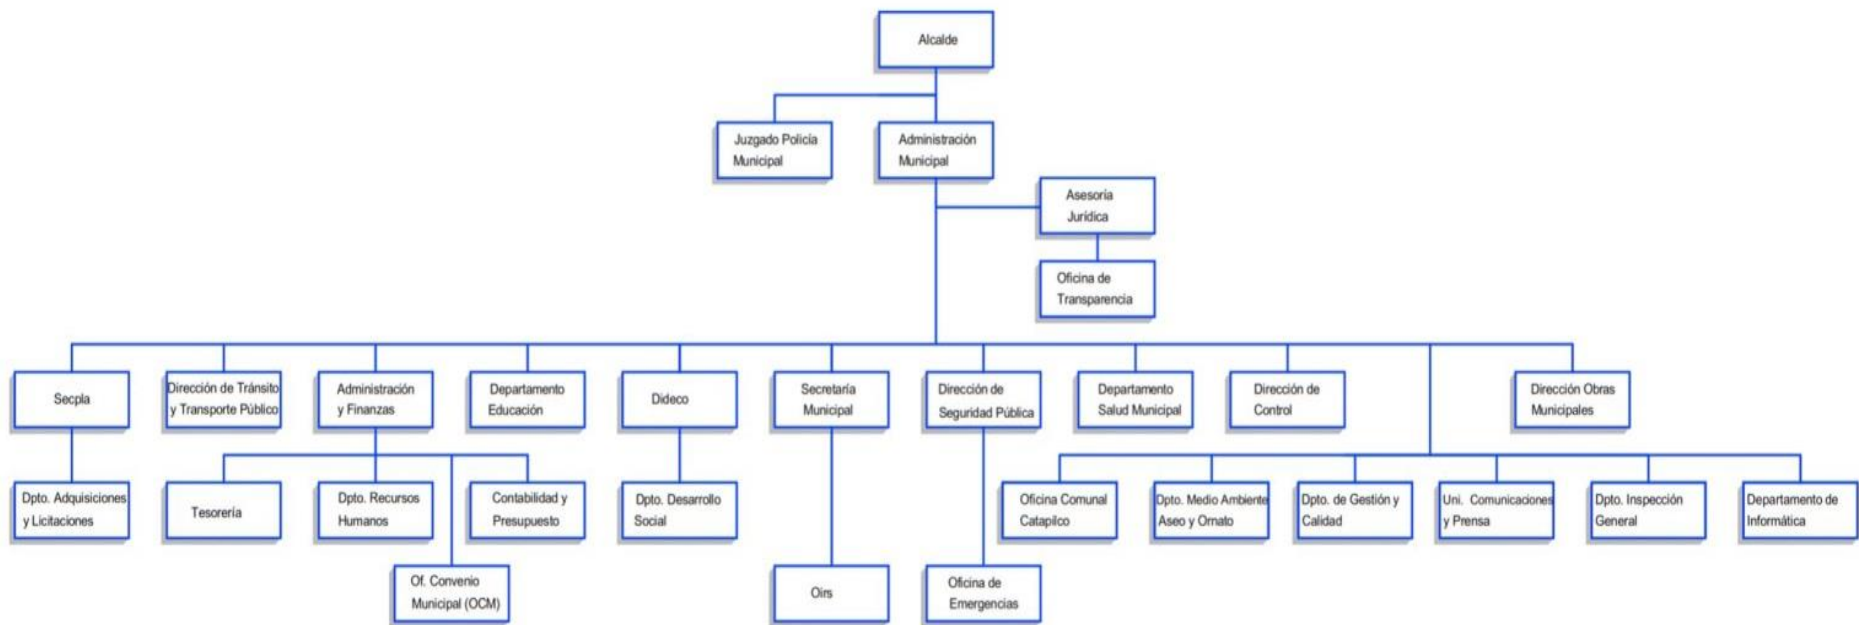 Alcalde
Juzgado Policía
Municipal
Administración
Municipal
Asesoría
Jurídica
Oficina de
Transparencia
Secpla
Dirección de Tránsito
y Transporte Público
Administración
y Finanzas
Departamento
Educación
Dideco
Secretaría
Municipal
Dirección de
Seguridad Pública
Departamento
Salud Municipal
Dirección de
Control
Dirección Obras
Municipales
Dpto. Adquisiciones
y Licitaciones
Tesorería
Dpto. Recursos
Humanos
Contabilidad y
Presupuesto
Dpto. Desarrollo
Social
Oficina Comunal
Catapilco
Dpto. Medio Ambiente
Aseo y Ornato
Dpto. de Gestión y
Calidad
Uni. Comunicaciones
y Prensa
Dpto. Inspección
General
Departamento de
Informática
Of. Convenio
Municipal (OCM)
Oirs
Oficina de
Emergencias